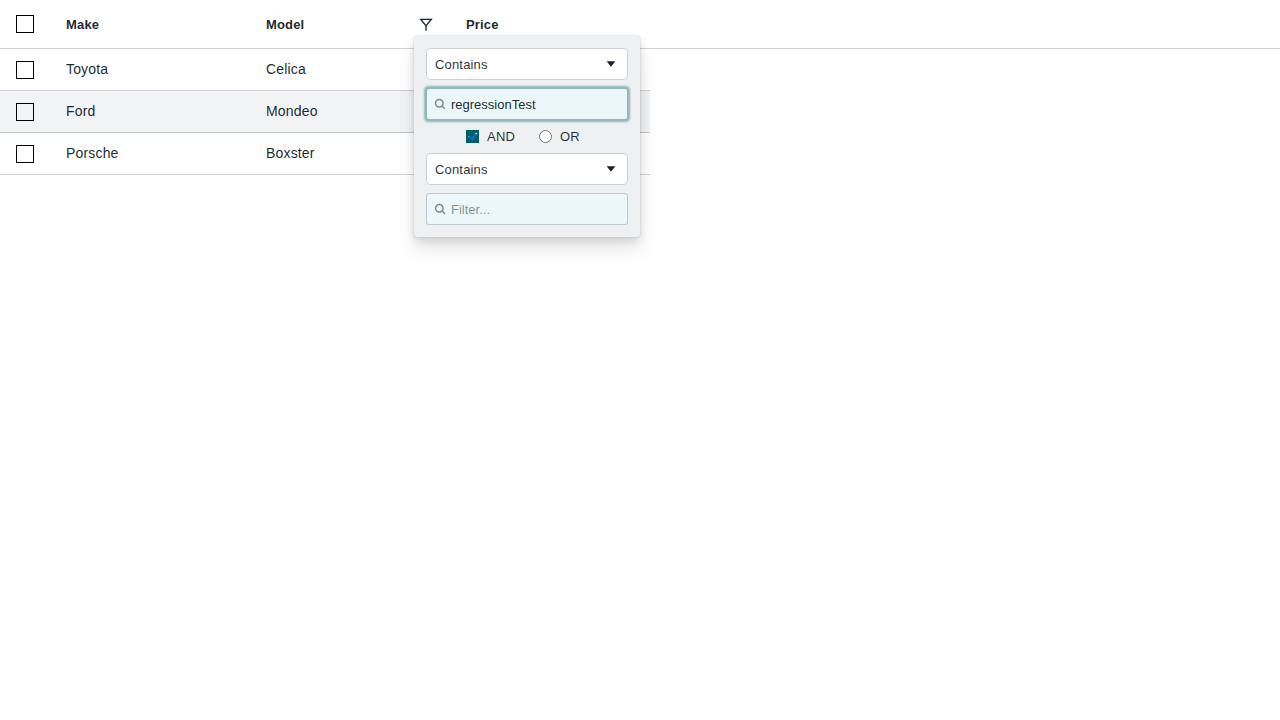 Make Model Price
Toyota Celica
Ford Mondeo
Porsche Boxster
Contains
regressionTest
AND OR
Contains
Filter...